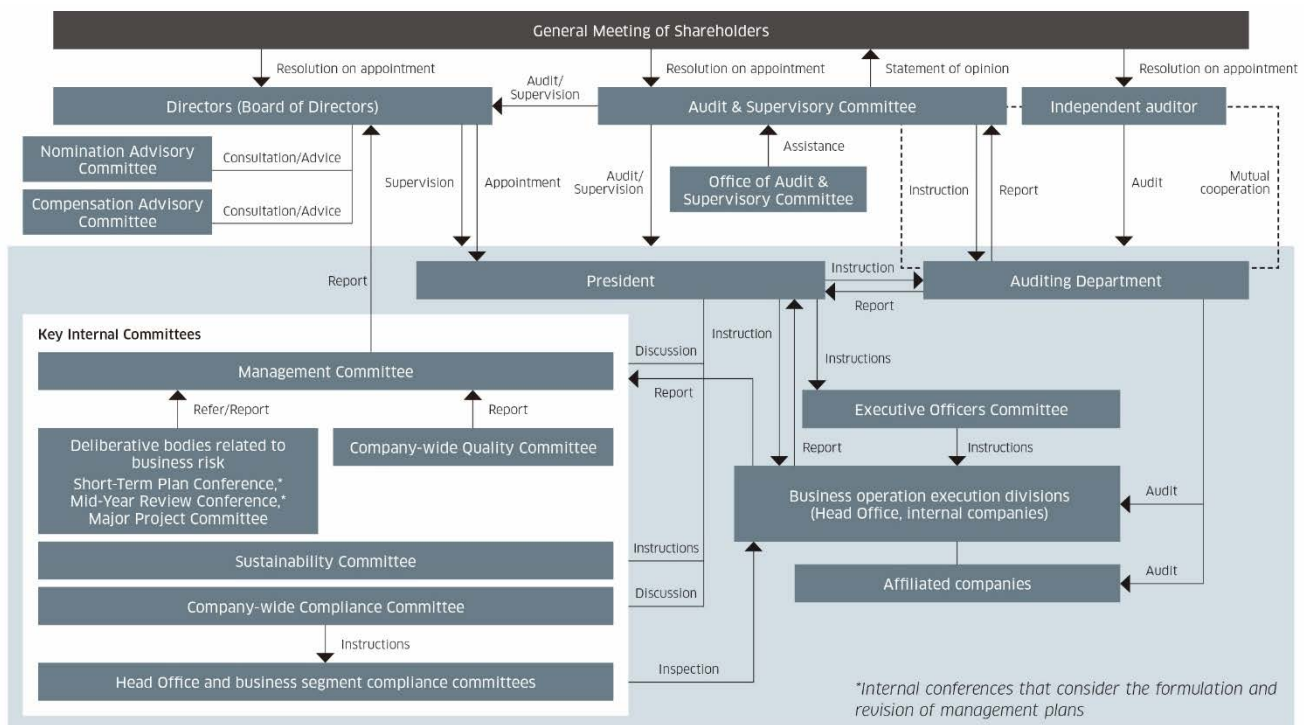 General Meeting of Shareholders
Resolution on appointment
Resolution on appointment
Statement of opinion
Resolution on appointment
Directors (Board of Directors)
Audit/
Supervision
Audit & Supervisory Committee
Independent auditor
Nomination Advisory
Committee
Consultation/Advice
Compensation Advisory
Committee
Consultation/Advice
Supervision
Appointment
Audit/
Supervision
Assistance
Office of Audit &
Supervisory Committee
Instruction
Report
Audit
Mutual
cooperation
Report
President
Instruction
Report
Auditing Department
Key Internal Committees
Management Committee
Discussion
Instruction
Instructions
Report
Refer/Report
Report
Executive Officers Committee
Deliberative bodies related to
business risk
Short-Term Plan Conference,*
Mid-Year Review Conference,*
Major Project Committee
Company-wide Quality Committee
Report
Instructions
Business operation execution divisions
(Head Office, internal companies)
Audit
Sustainability Committee
Instructions
Affiliated companies
Audit
Company-wide Compliance Committee
Discussion
Instructions
Head Office and business segment compliance committees
Inspection
*Internal conferences that consider the formulation and
revision of management plans